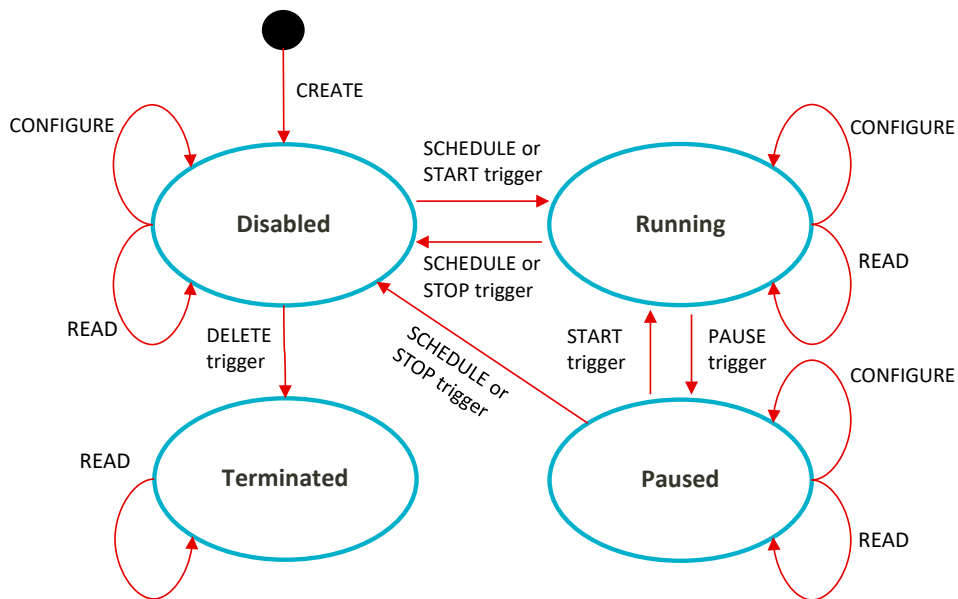 CREATE
CONFIGURE
CONFIGURE
SCHEDULE or
START trigger
Disabled
Running
SCHEDULE or
STOP trigger
READ
READ
DELETE
trigger
SCHEDULE or
STOP trigger
START
trigger
PAUSE
trigger
CONFIGURE
READ
Terminated
Paused
READ